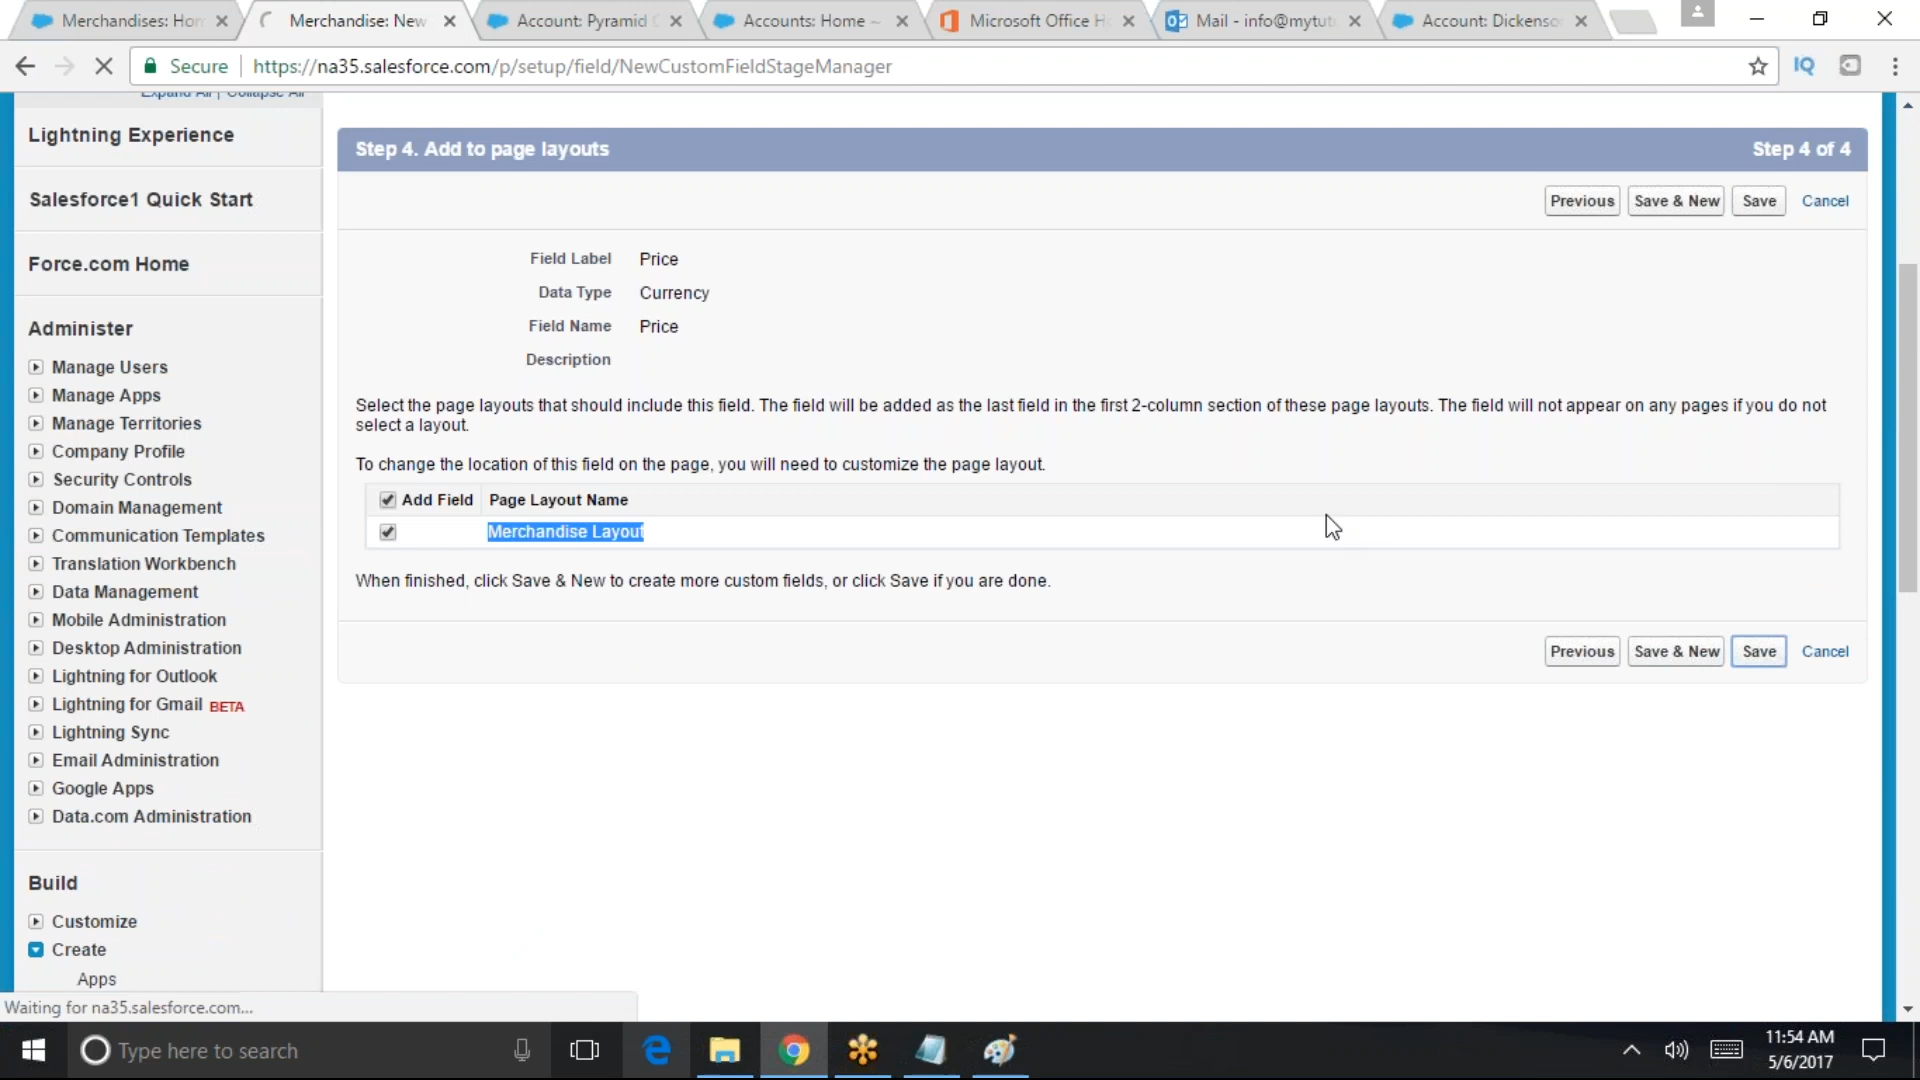 Merchandises: Hom
Merchandise: New
Account: Pyramid
Accounts: Home ~
Microsoft Office H
Mail - info@mytut
Account: Dickenso
Secure
https://na35.salesforce.com/p/setup/field/NewCustomFieldStageManager
IQ
Expand All | Collapse All
Lightning Experience
Salesforce1 Quick Start
Force.com Home
Administer
Manage Users
Manage Apps
Manage Territories
Company Profile
Security Controls
Domain Management
Communication Templates
Translation Workbench
Data Management
Mobile Administration
Desktop Administration
Lightning for Outlook
Lightning for Gmail BETA
Lightning Sync
Email Administration
Google Apps
Data.com Administration
Build
Customize
Create
Apps
Step 4. Add to page layouts
Step 4 of 4
Previous
Save & New
Save
Cancel
Field Label Price
Data Type Currency
Field Name Price
Description
Select the page layouts that should include this field. The field will be added as the last field in the first 2-column section of these page layouts. The field will not appear on any pages if you do not
select a layout.
To change the location of this field on the page, you will need to customize the page layout.
Add Field Page Layout Name
Merchandise Layout
When finished, click Save & New to create more custom fields, or click Save if you are done.
Previous
Save & New
Save
Cancel
Waiting for na35.salesforce.com...
Type here to search
11:54 AM
5/6/2017